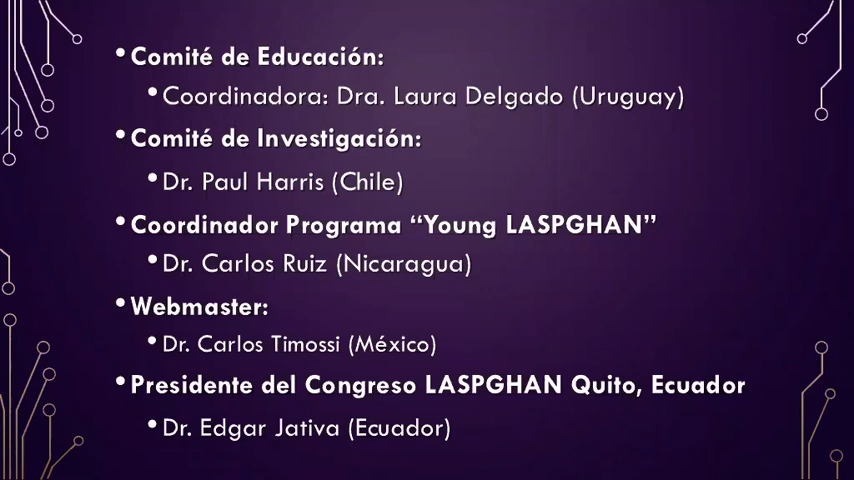 • Comité de Educación:
• Coordinadora: Dra. Laura Delgado (Uruguay)
• Comité de Investigación:
• Dr. Paul Harris (Chile)
• Coordinador Programa “Young LASPGHAN”
• Dr. Carlos Ruiz (Nicaragua)
• Webmaster:
• Dr. Carlos Timossi (México)
• Presidente del Congreso LASPGHAN Quito, Ecuador
• Dr. Edgar Jativa (Ecuador)